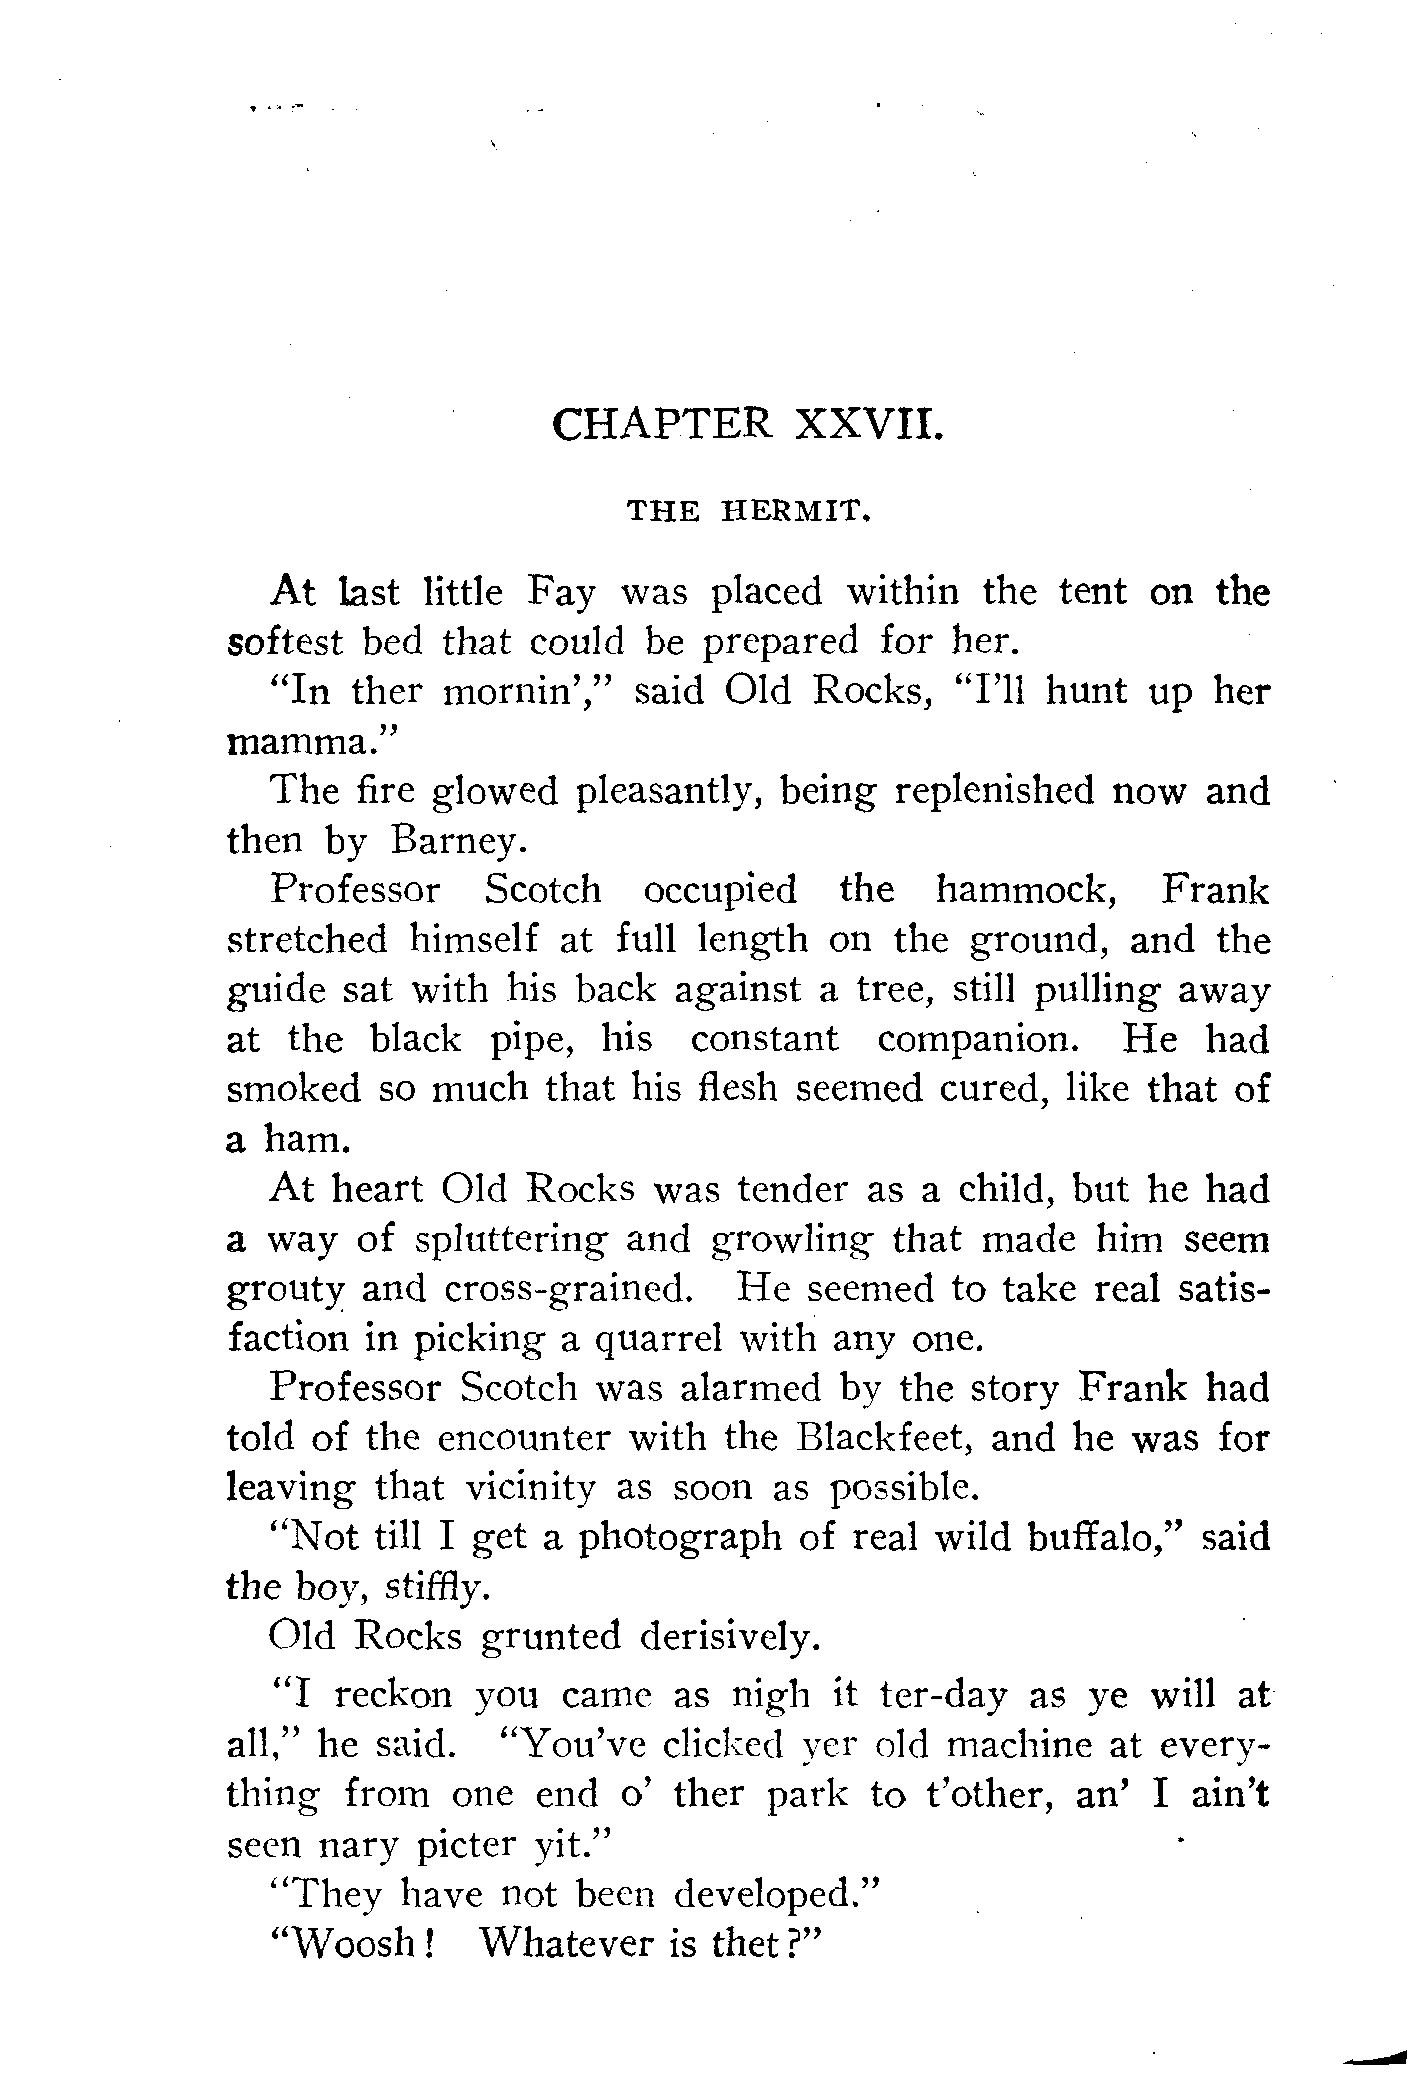 CHAPTER XXVII.
THE HERMIT.
At last little Fay was placed within the tent on the
softest bed that could be prepared for her.
“In ther mornin’,” said Old Rocks, “I’ll hunt up her
mamma.”
The fire glowed pleasantly, being replenished now and
then by Barney.
Professor Scotch occupied the hammock, Frank
stretched himself at full length on the ground, and the
guide sat with his back against a tree, still pulling away
at the black pipe, his constant companion. He had
smoked so much that his flesh seemed cured, like that of
a ham.
At heart Old Rocks was tender as a child, but he had
a way of spluttering and growling that made him seem
grouty and cross-grained. He seemed to take real satis-
faction in picking a quarrel with any one.
Professor Scotch was alarmed by the story Frank had
told of the encounter with the Blackfeet, and he was for
leaving that vicinity as soon as possible.
“Not till I get a photograph of real wild buffalo,” said
the boy, stiffly.
Old Rocks grunted derisively.
“I reckon you came as nigh it ter-day as ye will at
all,” he said. “You’ve clicked yer old machine at every-
thing from one end o’ ther park to t’other, an’ I ain’t
seen nary picter yit.”
“They have not been developed.”
“Woosh! Whatever is thet?”